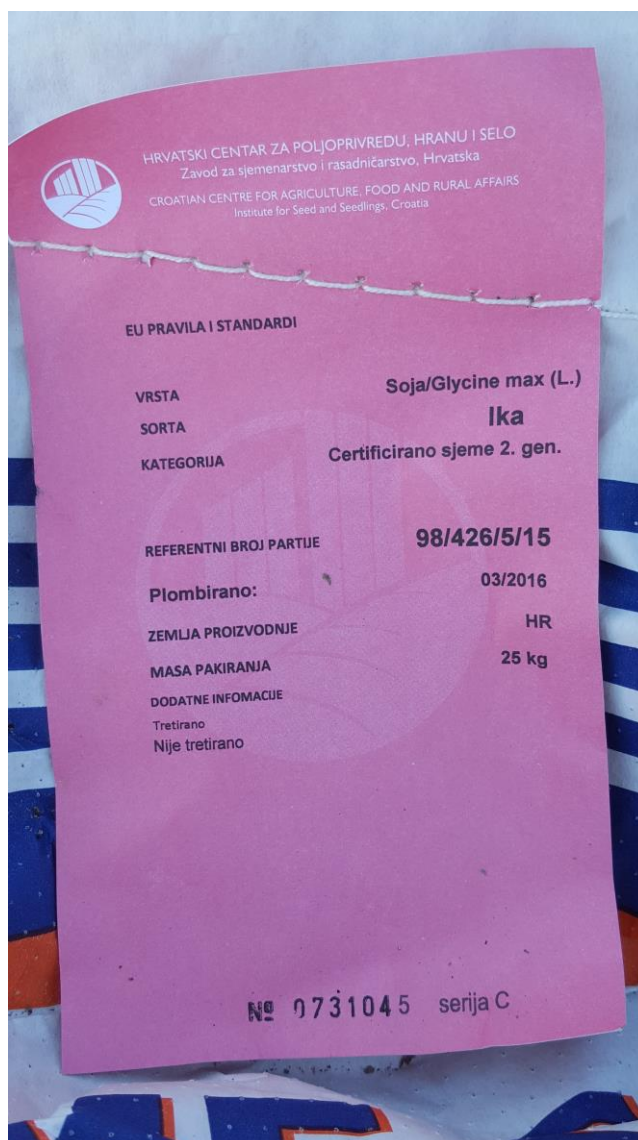 HRVATSKI CENTAR ZA POLJOPRIVREDU, HRANU I SELO
Zavod za sjemenarstvo i rasadničarstvo, Hrvatska
CROATIAN CENTRE FOR AGRICULTURE, FOOD AND RURAL AFFAIRS
Institute for Seed and Seedlings, Croatia
EU PRAVILA I STANDARDI
VRSTA Soja/Glycine max (L.)
SORTA Ika
KATEGORIJA Certificirano sjeme 2. gen.
REFERENTNI BROJ PARTIJE 98/426/5/15
Plombirano: 03/2016
ZEMLJA PROIZVODNJE HR
MASA PAKIRANJA 25 kg
DODATNE INFOMACIJE
Tretirano
Nije tretirano
Nº 0731045 serija C